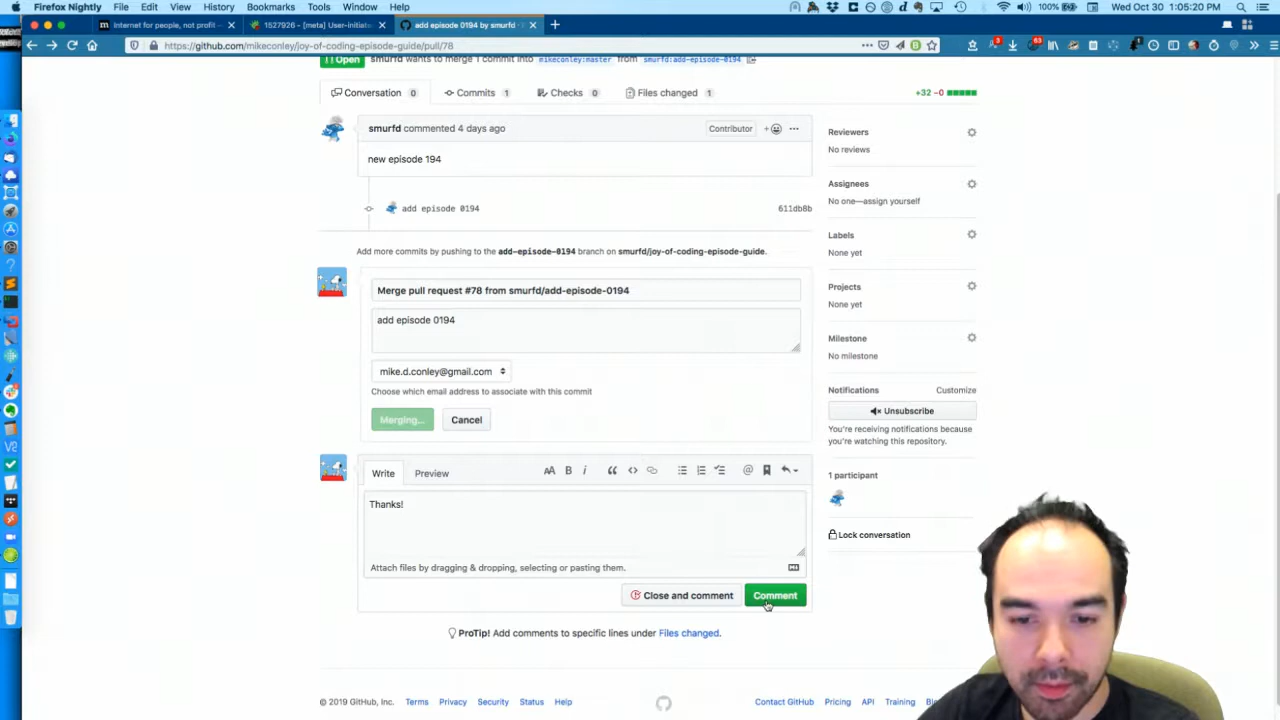 Firefox Nightly File Edit View History Bookmarks Tools Window Help
100% Wed Oct 30 1:05:20 PM
Internet for people, not profit —
1527926 - [meta] User-initiate
add episode 0194 by smurfd ·
https://github.com/mikeconley/joy-of-coding-episode-guide/pull/78
Open smurfd wants to merge 1 commit into mikeconley:master from smurfd:add-episode-0194
Conversation 0
Commits 1
Checks 0
Files changed 1
+32 −0
smurfd commented 4 days ago
Contributor
new episode 194
add episode 0194
611db8b
Add more commits by pushing to the add-episode-0194 branch on smurfd/joy-of-coding-episode-guide.
Merge pull request #78 from smurfd/add-episode-0194
add episode 0194
mike.d.conley@gmail.com
Choose which email address to associate with this commit
Merging...
Cancel
Write
Preview
Thanks!
Attach files by dragging & dropping, selecting or pasting them.
Close and comment
Comment
ProTip! Add comments to specific lines under Files changed.
Reviewers
No reviews
Assignees
No one—assign yourself
Labels
None yet
Projects
None yet
Milestone
No milestone
Notifications
Customize
Unsubscribe
You're receiving notifications because
you're watching this repository.
1 participant
Lock conversation
© 2019 GitHub, Inc. Terms Privacy Security Status Help
Contact GitHub Pricing API Training